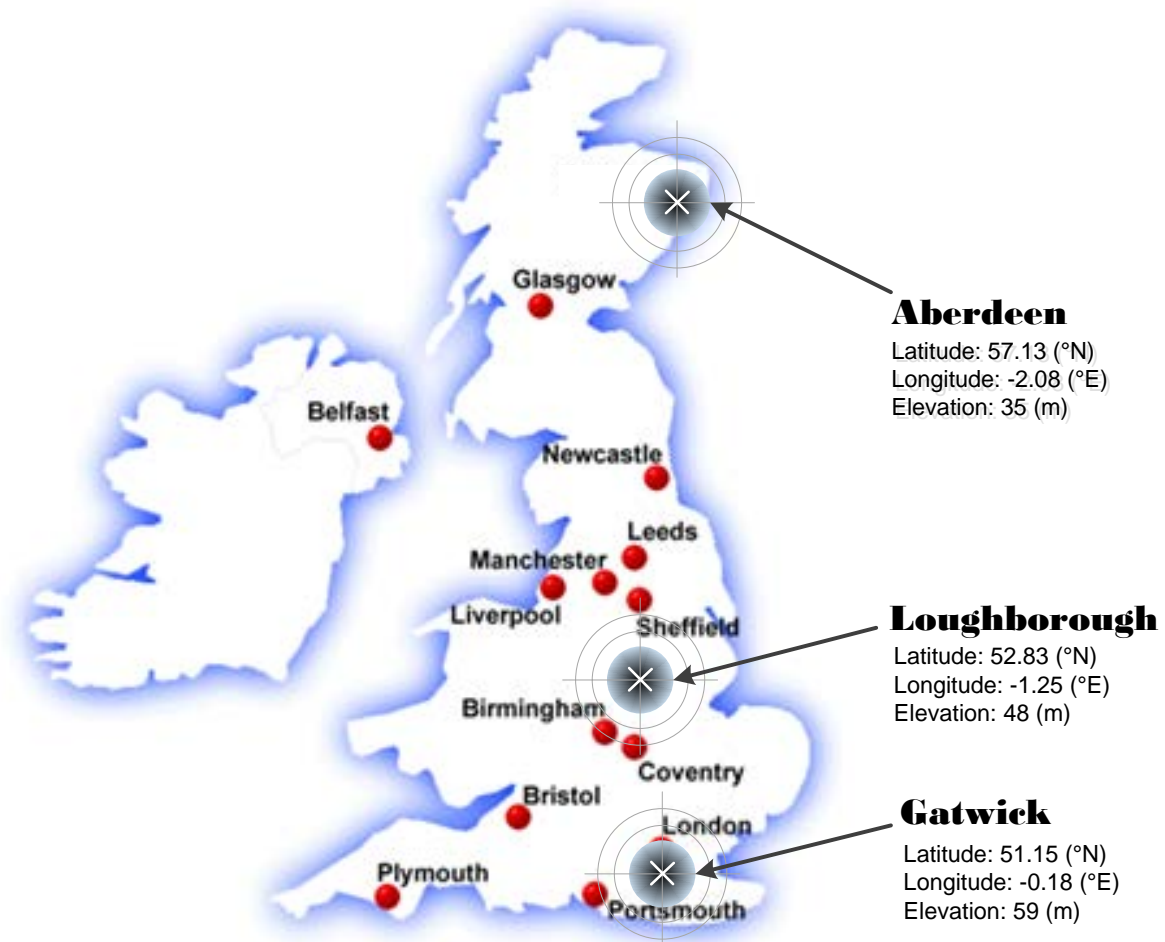 Glasgow
Aberdeen
Latitude: 57.13 (°N)
Longitude: -2.08 (°E)
Elevation: 35 (m)
Belfast
Newcastle
Leeds
Manchester
Liverpool
Sheffield
Loughborough
Latitude: 52.83 (°N)
Longitude: -1.25 (°E)
Elevation: 48 (m)
Birmingham
Coventry
Bristol
London
Gatwick
Latitude: 51.15 (°N)
Longitude: -0.18 (°E)
Elevation: 59 (m)
Plymouth
Portsmouth